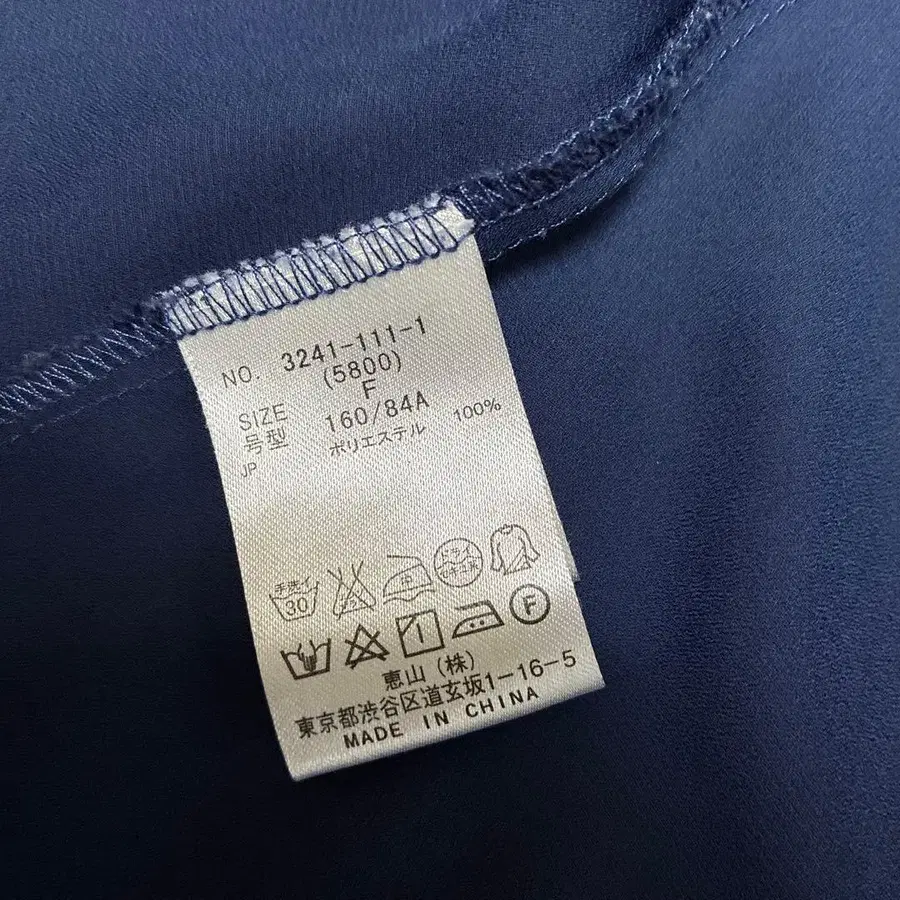 NO. 3241-111-1
(5800)
SIZE F
号型 160/84A
JP ポリエステル 100%
手洗イ
30
中
ドライ
F
恵山(株)
東京都渋谷区道玄坂1-16-5
MADE IN CHINA